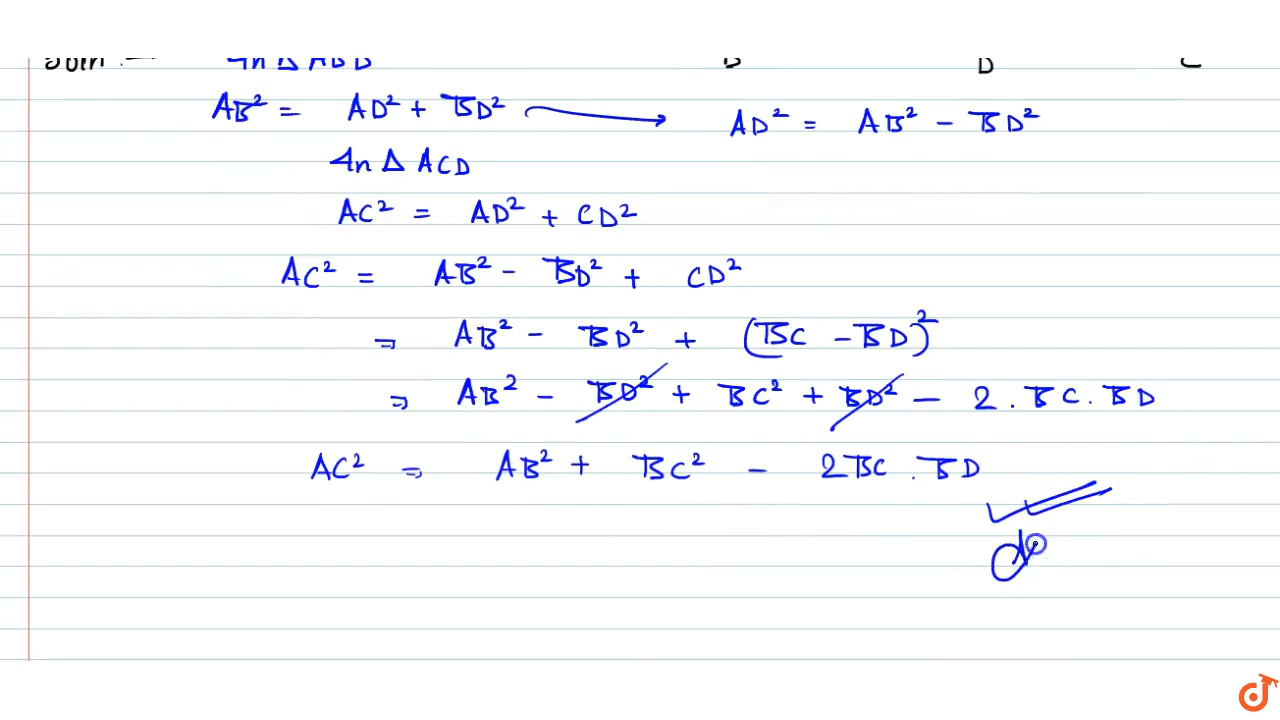 Soln :— In Δ ABD B D C
AB² = AD² + BD² → AD² = AB² - BD²
In Δ ACD
AC² = AD² + CD²
AC² = AB² - BD² + CD²
= AB² - BD² + (BC - BD)²
= AB² - BD² + BC² + BD² - 2 . BC . BD
AC² = AB² + BC² - 2BC . BD